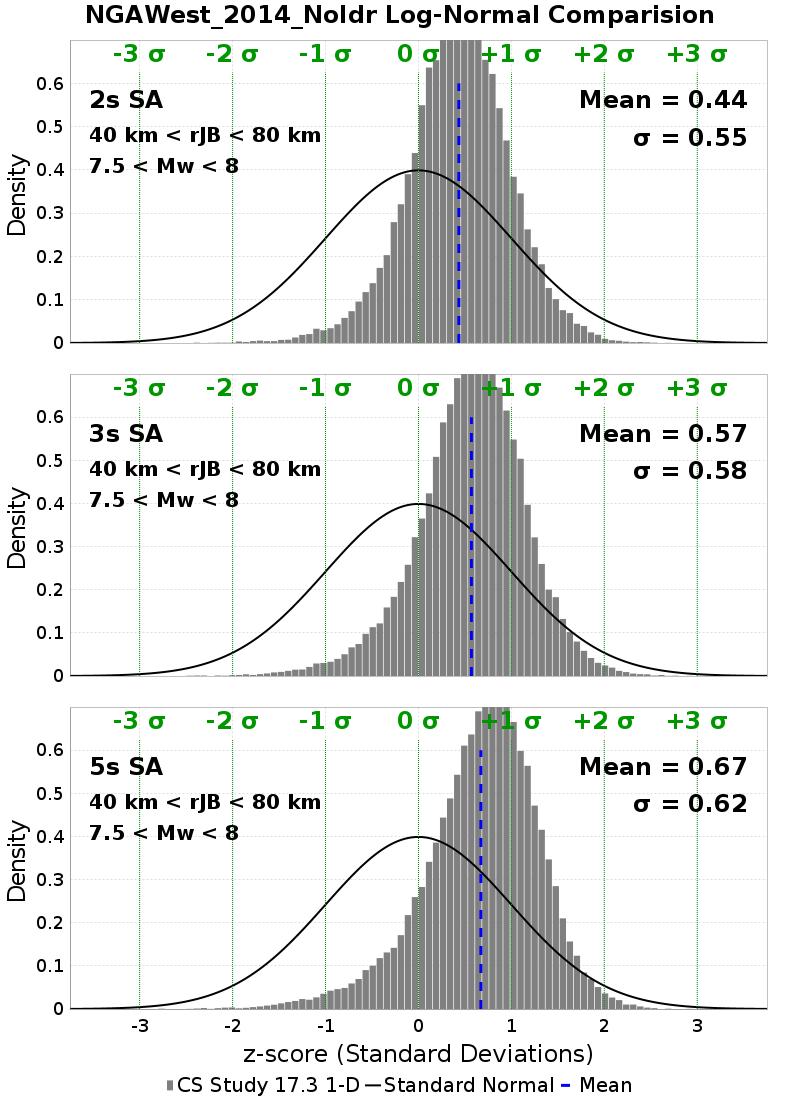 NGAWest_2014_NoIdr Log-Normal Comparision
-3 σ -2 σ -1 σ 0 σ +1 σ +2 σ +3 σ
2s SA
Mean = 0.44
40 km < rJB < 80 km
σ = 0.55
7.5 < Mw < 8
0.6
0.5
0.4
0.3
0.2
0.1
0
Density
-3 σ -2 σ -1 σ 0 σ +1 σ +2 σ +3 σ
3s SA
Mean = 0.57
40 km < rJB < 80 km
σ = 0.58
7.5 < Mw < 8
0.6
0.5
0.4
0.3
0.2
0.1
0
Density
-3 σ -2 σ -1 σ 0 σ +1 σ +2 σ +3 σ
5s SA
Mean = 0.67
40 km < rJB < 80 km
σ = 0.62
7.5 < Mw < 8
0.6
0.5
0.4
0.3
0.2
0.1
0
Density
-3 -2 -1 0 1 2 3
z-score (Standard Deviations)
CS Study 17.3 1-D Standard Normal Mean